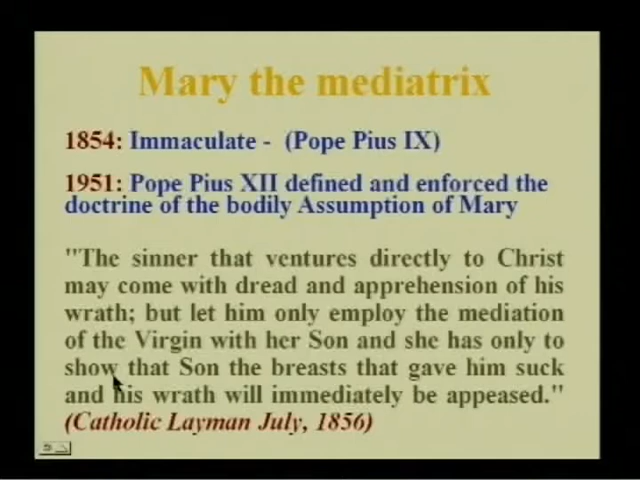 Mary the mediatrix
1854: Immaculate - (Pope Pius IX)
1951: Pope Pius XII defined and enforced the
doctrine of the bodily Assumption of Mary
"The sinner that ventures directly to Christ
may come with dread and apprehension of his
wrath; but let him only employ the mediation
of the Virgin with her Son and she has only to
show that Son the breasts that gave him suck
and his wrath will immediately be appeased."
(Catholic Layman July, 1856)